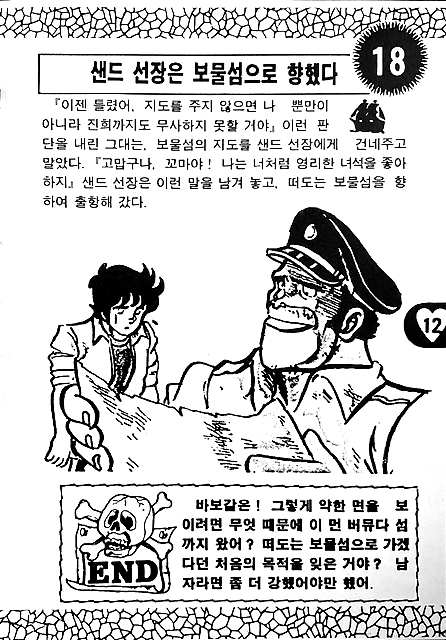 18
샌드 선장은 보물섬으로 향했다
『이젠 틀렸어. 지도를 주지 않으면 나 뿐만이
아니라 진희까지도 무사하지 못할 거야』 이런 판
단을 내린 그대는, 보물섬의 지도를 샌드 선장에게 건네주고
말았다. 『고맙구나, 꼬마야! 나는 너처럼 영리한 녀석을 좋아
하지』 샌드 선장은 이런 말을 남겨 놓고, 떠도는 보물섬을 향
하여 출항해 갔다.
12
바보같은! 그렇게 약한 면을 보
이려면 무엇 때문에 이 먼 버뮤다 섬
까지 왔어? 떠도는 보물섬으로 가겠
다던 처음의 목적을 잊은 거야? 남
자라면 좀 더 강했어야만 했어.
END